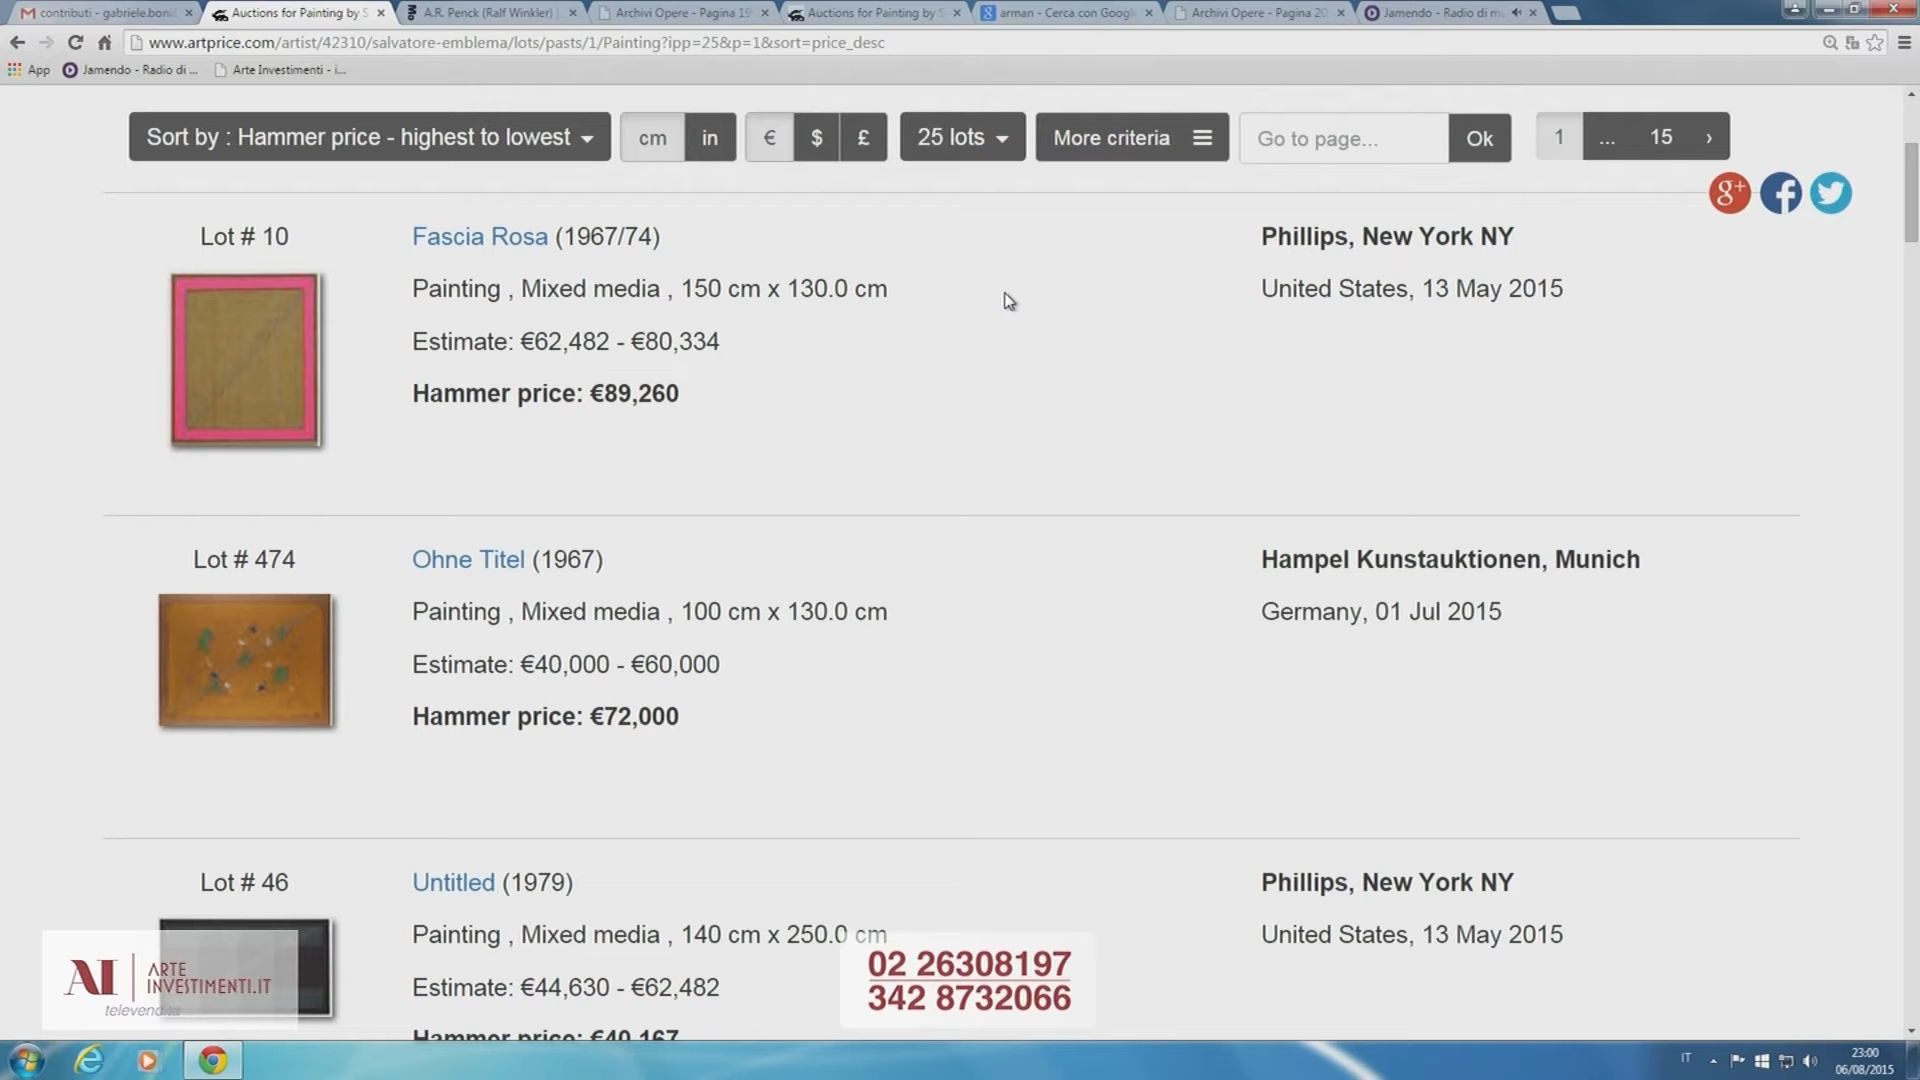 contributi - gabriele.boni
Auctions for Painting by S
A.R. Penck (Ralf Winkler) |
Archivi Opere - Pagina 19
Auctions for Painting by S
arman - Cerca con Googl
Archivi Opere - Pagina 20
Jamendo - Radio di m
www.artprice.com/artist/42310/salvatore-emblema/lots/pasts/1/Painting?ipp=25&p=1&sort=price_desc
App
Jamendo - Radio di ...
Arte Investimenti - i...
Sort by : Hammer price - highest to lowest
cm
in
€
$
£
25 lots
More criteria
Go to page...
Ok
1
...
15
›
g+
f
Lot # 10
Fascia Rosa (1967/74)
Phillips, New York NY
Painting , Mixed media , 150 cm x 130.0 cm
United States, 13 May 2015
Estimate: €62,482 - €80,334
Hammer price: €89,260
Lot # 474
Ohne Titel (1967)
Hampel Kunstauktionen, Munich
Painting , Mixed media , 100 cm x 130.0 cm
Germany, 01 Jul 2015
Estimate: €40,000 - €60,000
Hammer price: €72,000
Lot # 46
Untitled (1979)
Phillips, New York NY
Painting , Mixed media , 140 cm x 250.0 cm
United States, 13 May 2015
Estimate: €44,630 - €62,482
Hammer price: €40,167
AI
ARTE
INVESTIMENTI.IT
televendita
02 26308197
342 8732066
IT
23:00
06/08/2015